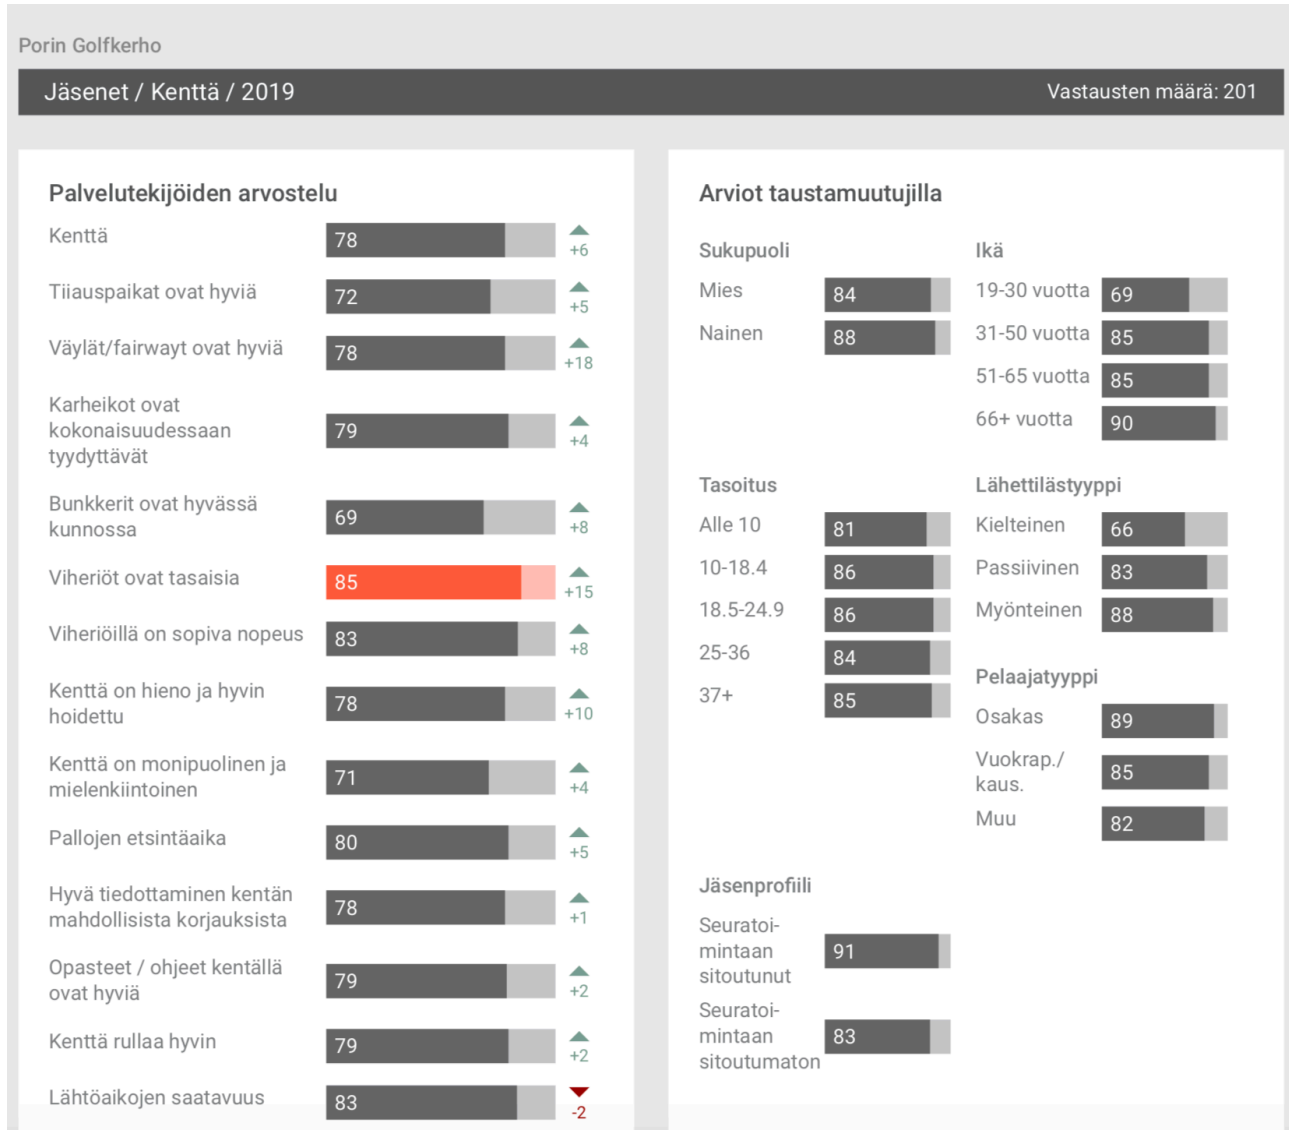 Porin Golfkerho
Jäsenet / Kenttä / 2019
Vastausten määrä: 201
Palvelutekijöiden arvostelu
Kenttä
78
+6
Tiiauspaikat ovat hyviä
72
+5
Väylät/fairwayt ovat hyviä
78
+18
Karheikot ovat
kokonaisuudessaan
tyydyttävät
79
+4
Bunkkerit ovat hyvässä
kunnossa
69
+8
Viheriöt ovat tasaisia
85
+15
Viheriöillä on sopiva nopeus
83
+8
Kenttä on hieno ja hyvin
hoidettu
78
+10
Kenttä on monipuolinen ja
mielenkiintoinen
71
+4
Pallojen etsintäaika
80
+5
Hyvä tiedottaminen kentän
mahdollisista korjauksista
78
+1
Opasteet / ohjeet kentällä
ovat hyviä
79
+2
Kenttä rullaa hyvin
79
+2
Lähtöaikojen saatavuus
83
-2
Arviot taustamuutujilla
Sukupuoli
Mies
84
Nainen
88
Ikä
19-30 vuotta
69
31-50 vuotta
85
51-65 vuotta
85
66+ vuotta
90
Tasoitus
Alle 10
81
10-18.4
86
18.5-24.9
86
25-36
84
37+
85
Lähettilästyyppi
Kielteinen
66
Passiivinen
83
Myönteinen
88
Pelaajatyyppi
Osakas
89
Vuokrap./
kaus.
85
Muu
82
Jäsenprofiili
Seuratoi-
mintaan
sitoutunut
91
Seuratoi-
mintaan
sitoutumaton
83